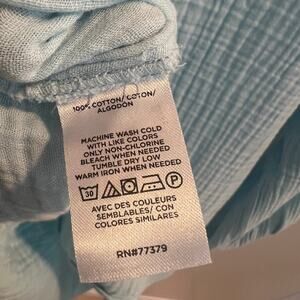 100% COTTON/ COTON/
ALGODON
MACHINE WASH COLD
WITH LIKE COLORS
ONLY NON-CHLORINE
BLEACH WHEN NEEDED
TUMBLE DRY LOW
WARM IRON WHEN NEEDED
30 P
AVEC DES COULEURS
SEMBLABLES/ CON
COLORES SIMILARES
RN#77379